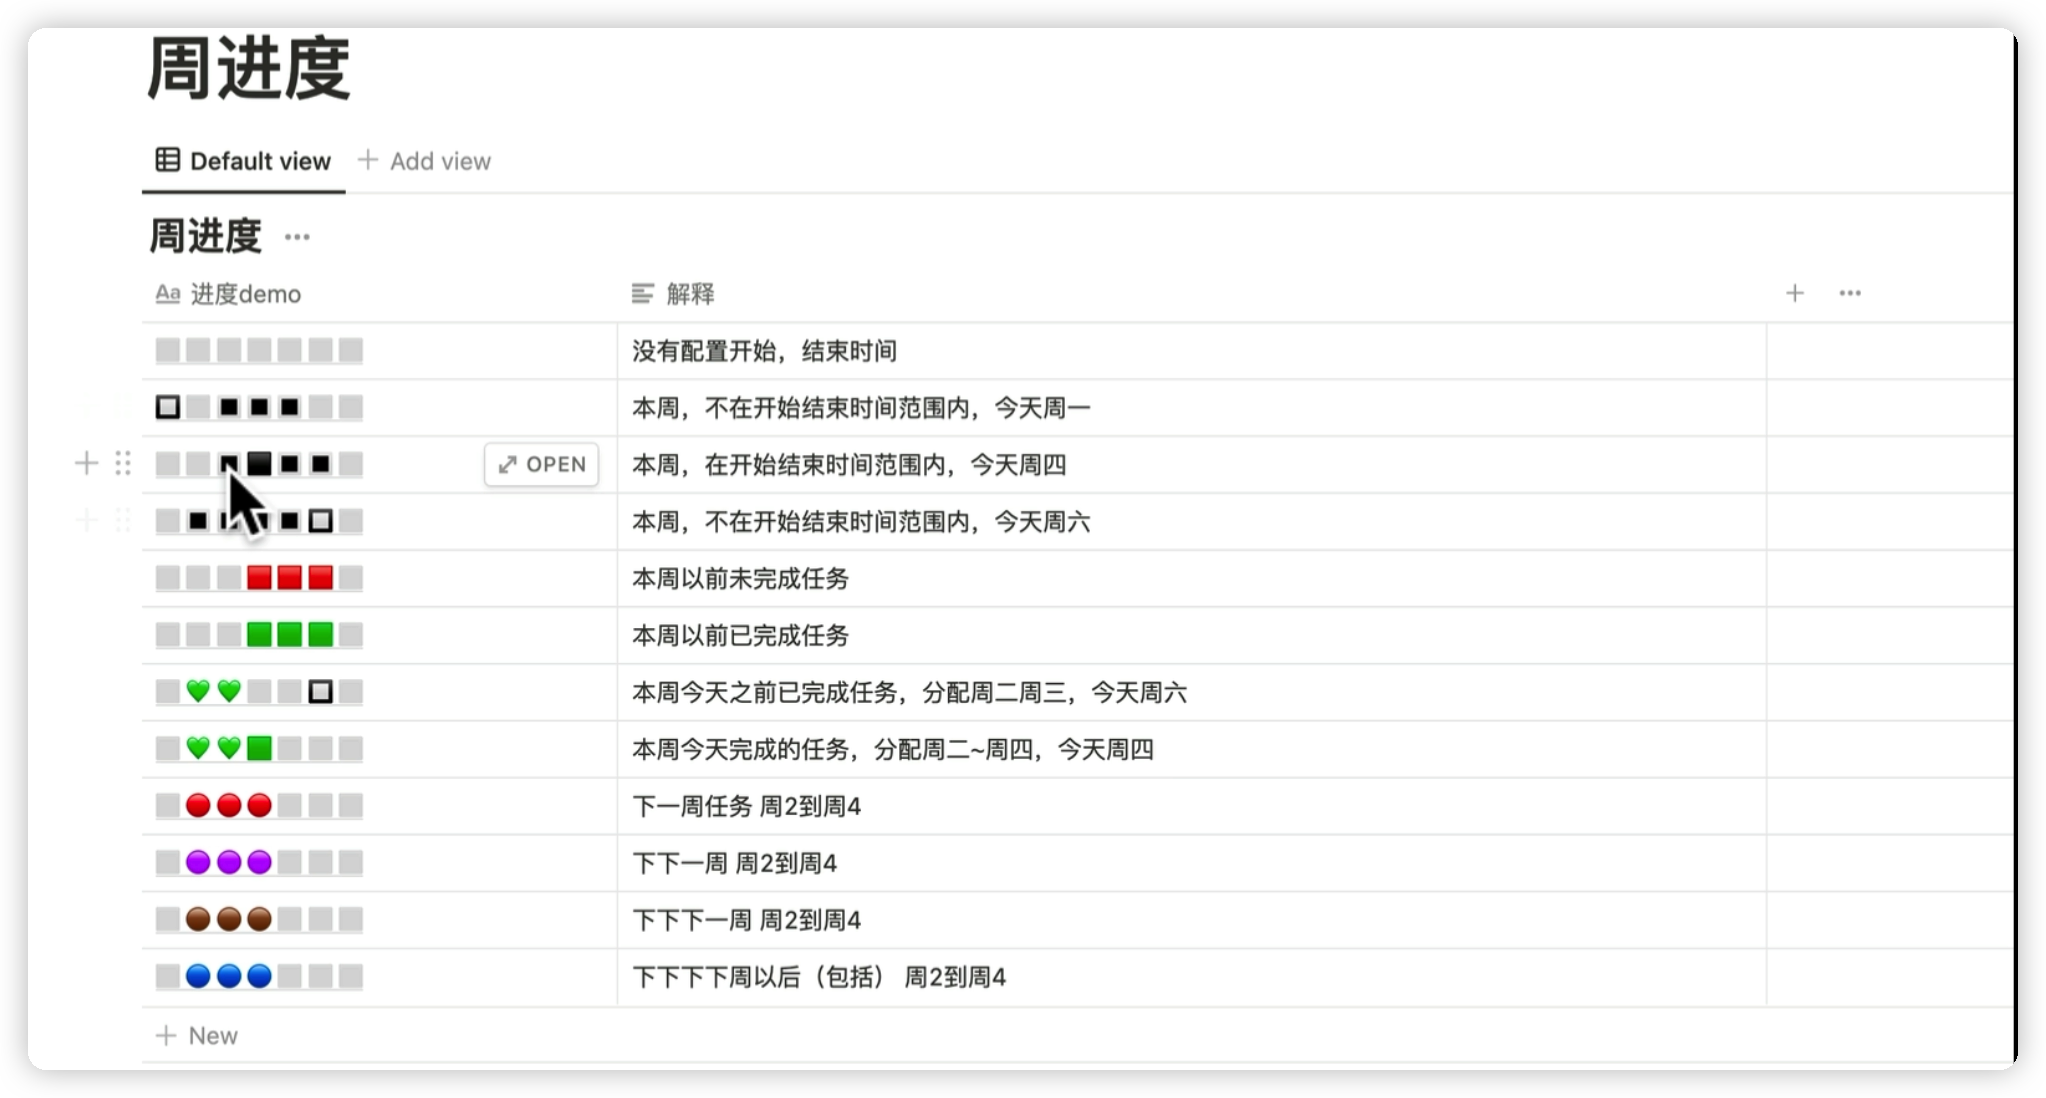 周进度
Default view + Add view
周进度 ...
Aa 进度demo 解释 + ...
没有配置开始，结束时间
本周，不在开始结束时间范围内，今天周一
OPEN 本周，在开始结束时间范围内，今天周四
本周，不在开始结束时间范围内，今天周六
本周以前未完成任务
本周以前已完成任务
本周今天之前已完成任务，分配周二周三，今天周六
本周今天完成的任务，分配周二~周四，今天周四
下一周任务 周2到周4
下下一周 周2到周4
下下下一周 周2到周4
下下下下周以后（包括） 周2到周4
+ New